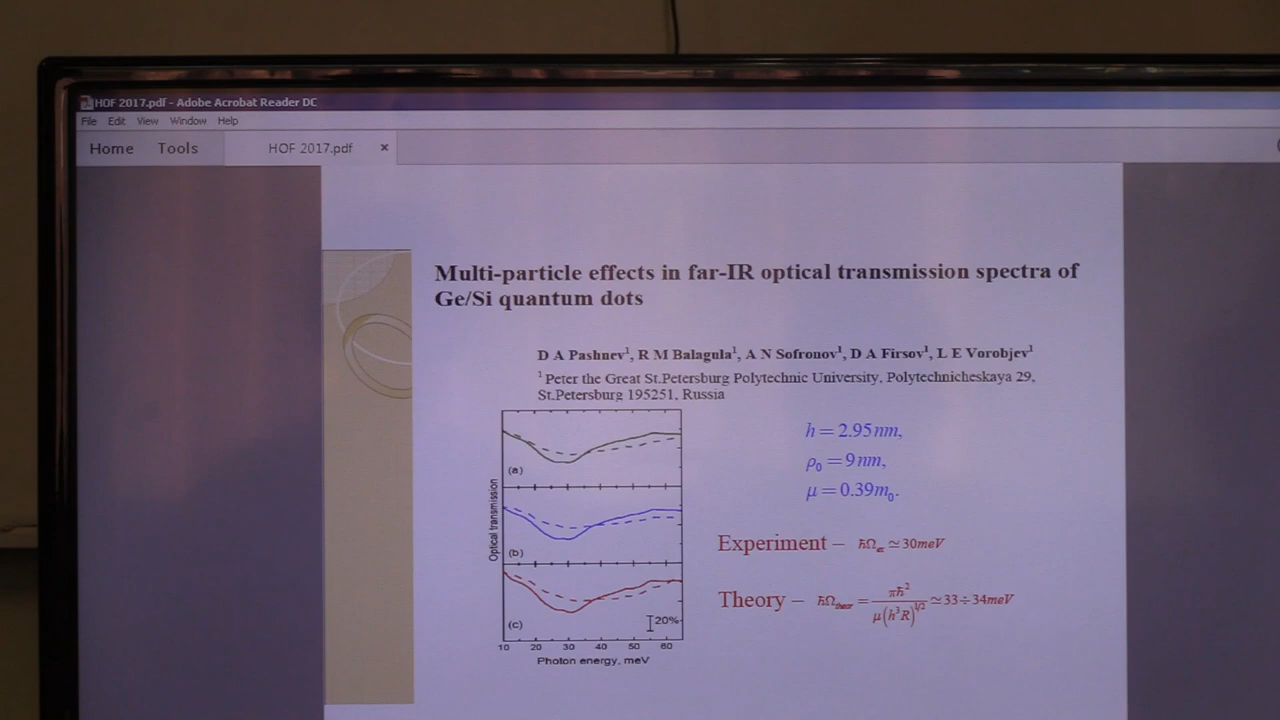 HOF 2017.pdf - Adobe Acrobat Reader DC
File Edit View Window Help
Home Tools HOF 2017.pdf ×
Multi-particle effects in far-IR optical transmission spectra of
Ge/Si quantum dots
D A Pashnev¹, R M Balagula¹, A N Sofronov¹, D A Firsov¹, L E Vorobjev¹
¹ Peter the Great St.Petersburg Polytechnic University, Polytechnicheskaya 29,
St.Petersburg 195251, Russia
h = 2.95 nm,
ρ₀ = 9 nm,
μ = 0.39m₀.
Optical transmission
(a)
(b)
(c)
20%
10 20 30 40 50 60
Photon energy, meV
Experiment – ħΩ ≃ 30meV
Theory – ħΩ = πħ² / μ(h³R)^1/2 ≃ 33÷34meV